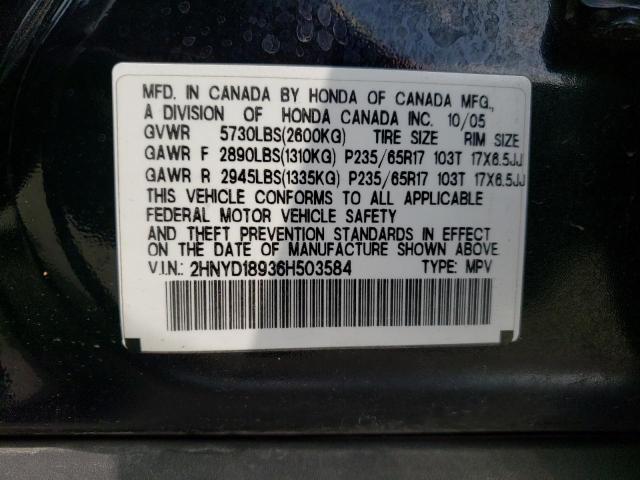 MFD. IN CANADA BY HONDA OF CANADA MFG.,
A DIVISION OF HONDA CANADA INC. 10/05
GVWR 5730LBS(2600KG) TIRE SIZE RIM SIZE
GAWR F 2890LBS(1310KG) P235/65R17 103T 17X6.5JJ
GAWR R 2945LBS(1335KG) P235/65R17 103T 17X6.5JJ
THIS VEHICLE CONFORMS TO ALL APPLICABLE
FEDERAL MOTOR VEHICLE SAFETY
AND THEFT PREVENTION STANDARDS IN EFFECT
ON THE DATE OF MANUFACTURE SHOWN ABOVE.
V.I.N.: 2HNYD18936H503584 TYPE: MPV